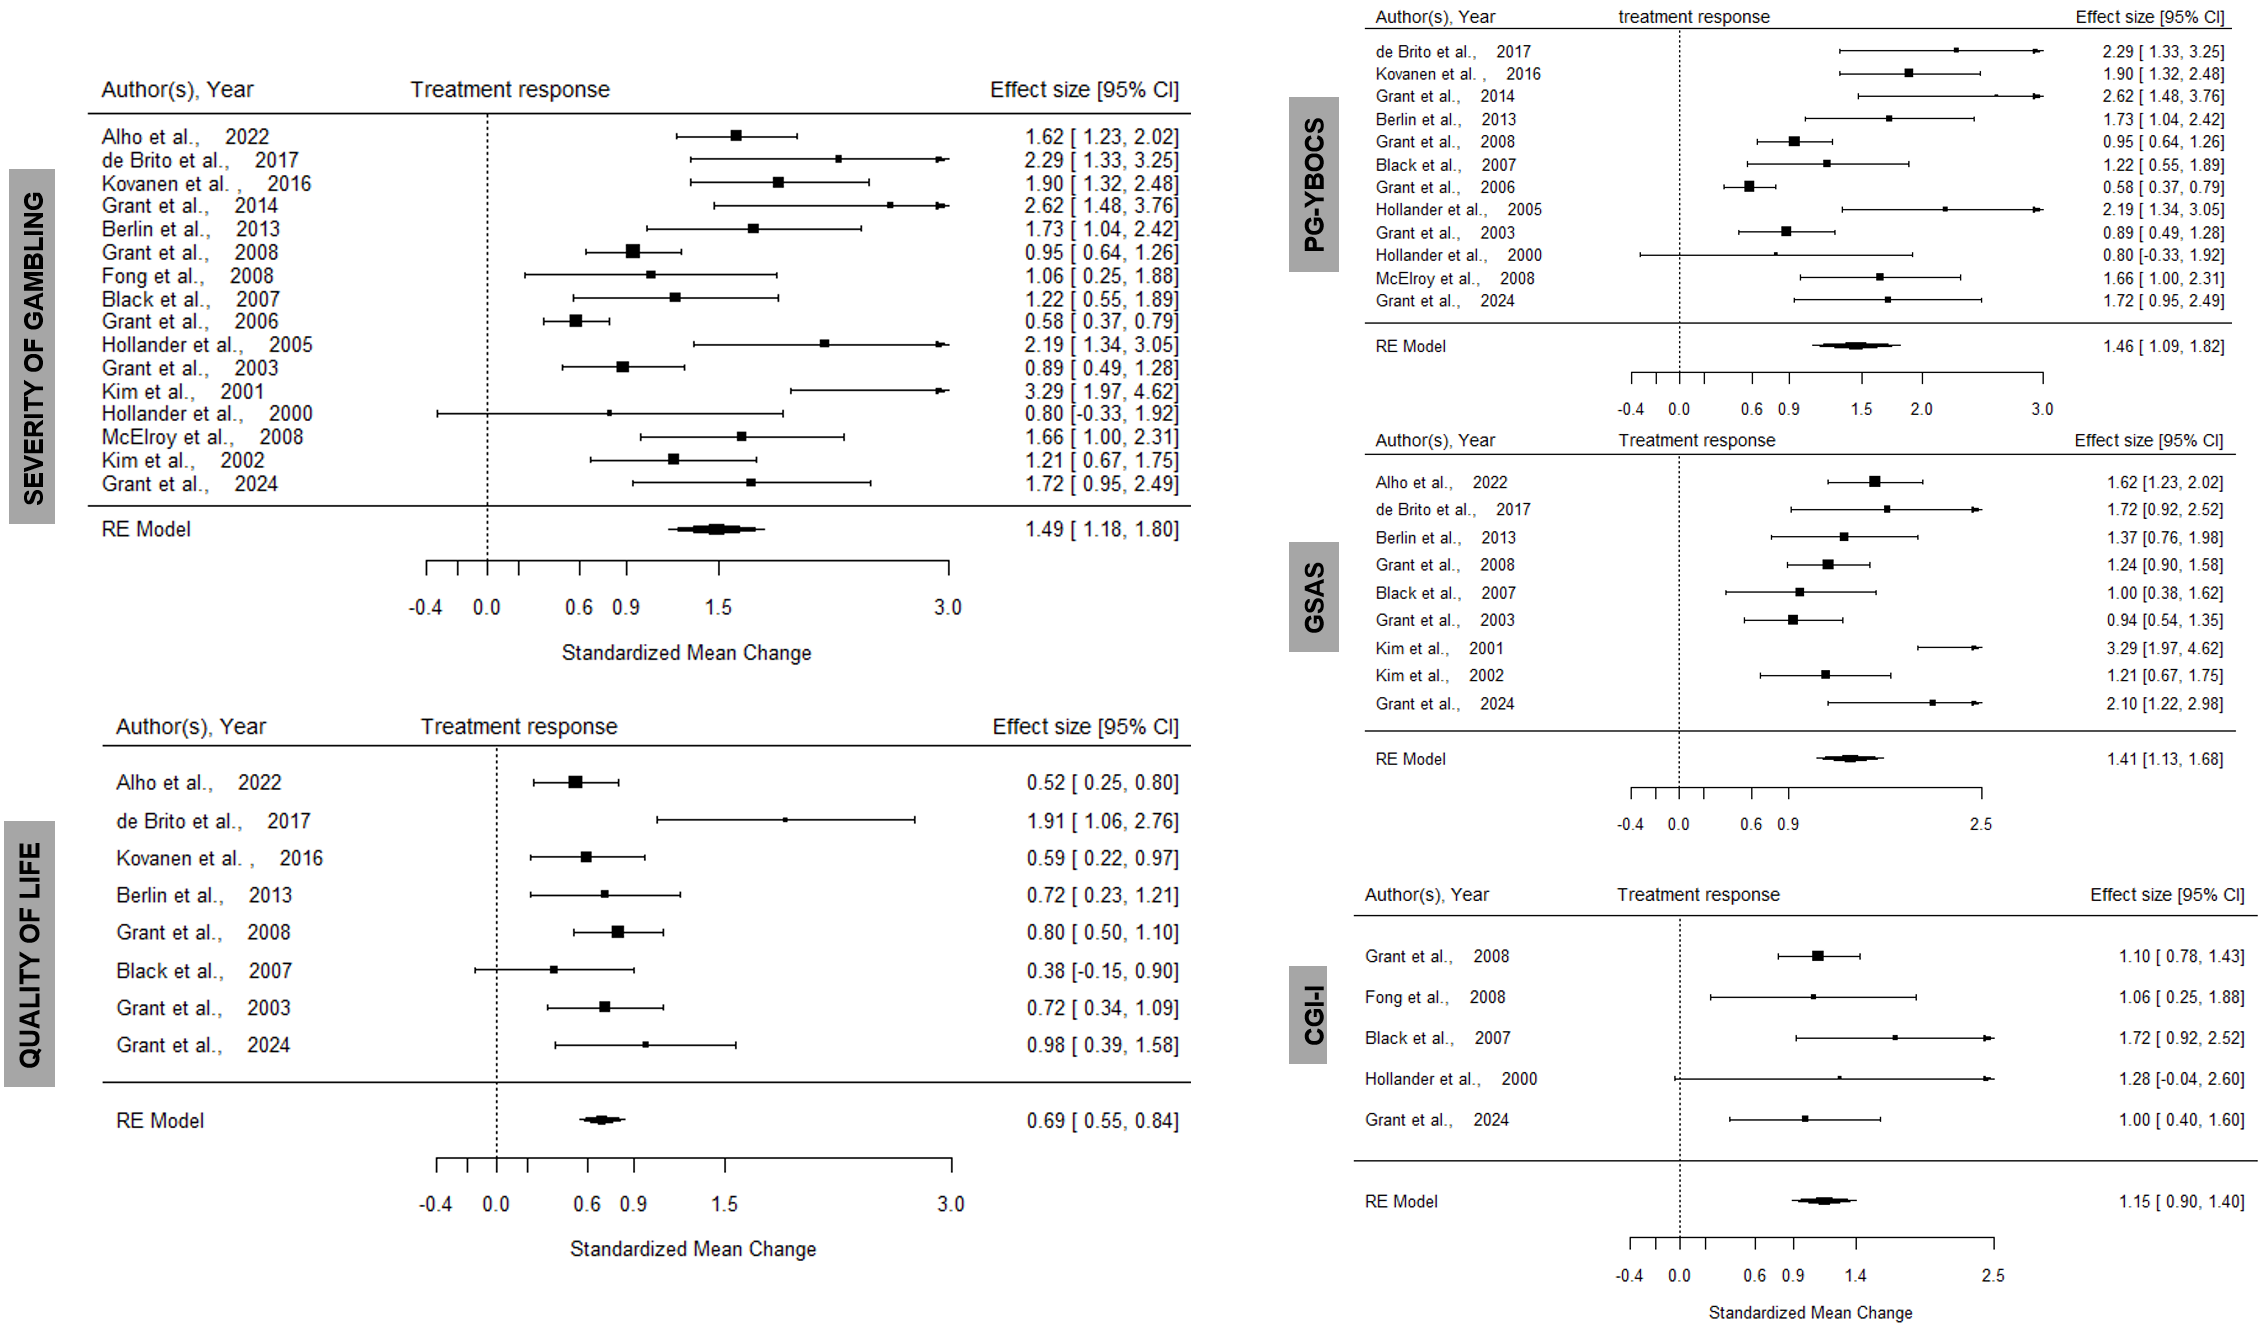 SEVERITY OF GAMBLING
Author(s), Year Treatment response Effect size [95% CI]
Alho et al., 2022 1.62 [ 1.23, 2.02]
de Brito et al., 2017 2.29 [ 1.33, 3.25]
Kovanen et al. , 2016 1.90 [ 1.32, 2.48]
Grant et al., 2014 2.62 [ 1.48, 3.76]
Berlin et al., 2013 1.73 [ 1.04, 2.42]
Grant et al., 2008 0.95 [ 0.64, 1.26]
Fong et al., 2008 1.06 [ 0.25, 1.88]
Black et al., 2007 1.22 [ 0.55, 1.89]
Grant et al., 2006 0.58 [ 0.37, 0.79]
Hollander et al., 2005 2.19 [ 1.34, 3.05]
Grant et al., 2003 0.89 [ 0.49, 1.28]
Kim et al., 2001 3.29 [ 1.97, 4.62]
Hollander et al., 2000 0.80 [-0.33, 1.92]
McElroy et al., 2008 1.66 [ 1.00, 2.31]
Kim et al., 2002 1.21 [ 0.67, 1.75]
Grant et al., 2024 1.72 [ 0.95, 2.49]
RE Model 1.49 [ 1.18, 1.80]
-0.4 0.0 0.6 0.9 1.5 3.0
Standardized Mean Change
QUALITY OF LIFE
Author(s), Year Treatment response Effect size [95% CI]
Alho et al., 2022 0.52 [ 0.25, 0.80]
de Brito et al., 2017 1.91 [ 1.06, 2.76]
Kovanen et al. , 2016 0.59 [ 0.22, 0.97]
Berlin et al., 2013 0.72 [ 0.23, 1.21]
Grant et al., 2008 0.80 [ 0.50, 1.10]
Black et al., 2007 0.38 [-0.15, 0.90]
Grant et al., 2003 0.72 [ 0.34, 1.09]
Grant et al., 2024 0.98 [ 0.39, 1.58]
RE Model 0.69 [ 0.55, 0.84]
-0.4 0.0 0.6 0.9 1.5 3.0
Standardized Mean Change
PG-YBOCS
Author(s), Year treatment response Effect size [95% CI]
de Brito et al., 2017 2.29 [ 1.33, 3.25]
Kovanen et al. , 2016 1.90 [ 1.32, 2.48]
Grant et al., 2014 2.62 [ 1.48, 3.76]
Berlin et al., 2013 1.73 [ 1.04, 2.42]
Grant et al., 2008 0.95 [ 0.64, 1.26]
Black et al., 2007 1.22 [ 0.55, 1.89]
Grant et al., 2006 0.58 [ 0.37, 0.79]
Hollander et al., 2005 2.19 [ 1.34, 3.05]
Grant et al., 2003 0.89 [ 0.49, 1.28]
Hollander et al., 2000 0.80 [-0.33, 1.92]
McElroy et al., 2008 1.66 [ 1.00, 2.31]
Grant et al., 2024 1.72 [ 0.95, 2.49]
RE Model 1.46 [ 1.09, 1.82]
-0.4 0.0 0.6 0.9 1.5 2.0 3.0
GSAS
Author(s), Year Treatment response Effect size [95% CI]
Alho et al., 2022 1.62 [1.23, 2.02]
de Brito et al., 2017 1.72 [0.92, 2.52]
Berlin et al., 2013 1.37 [0.76, 1.98]
Grant et al., 2008 1.24 [0.90, 1.58]
Black et al., 2007 1.00 [0.38, 1.62]
Grant et al., 2003 0.94 [0.54, 1.35]
Kim et al., 2001 3.29 [1.97, 4.62]
Kim et al., 2002 1.21 [0.67, 1.75]
Grant et al., 2024 2.10 [1.22, 2.98]
RE Model 1.41 [1.13, 1.68]
-0.4 0.0 0.6 0.9 2.5
CGI-I
Author(s), Year Treatment response Effect size [95% CI]
Grant et al., 2008 1.10 [ 0.78, 1.43]
Fong et al., 2008 1.06 [ 0.25, 1.88]
Black et al., 2007 1.72 [ 0.92, 2.52]
Hollander et al., 2000 1.28 [-0.04, 2.60]
Grant et al., 2024 1.00 [ 0.40, 1.60]
RE Model 1.15 [ 0.90, 1.40]
-0.4 0.0 0.6 0.9 1.4 2.5
Standardized Mean Change